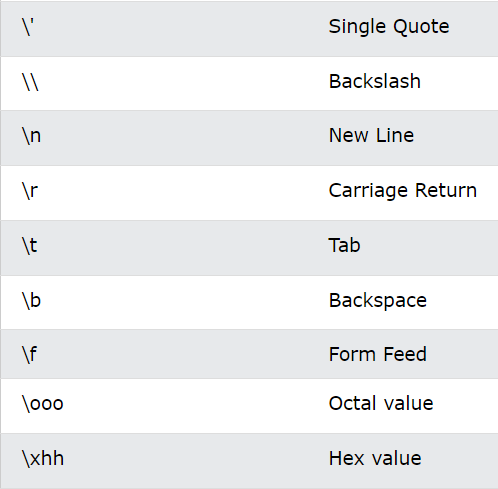 \' Single Quote
\\ Backslash
\n New Line
\r Carriage Return
\t Tab
\b Backspace
\f Form Feed
\ooo Octal value
\xhh Hex value